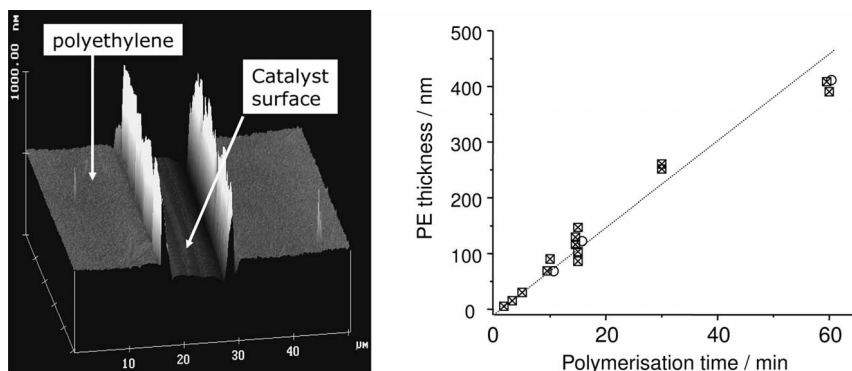 1000.00 nM
polyethylene
Catalyst
surface
10
20
30
40
μM
500
400
300
200
100
0
PE thickness / nm
0
20
40
60
Polymerisation time / min